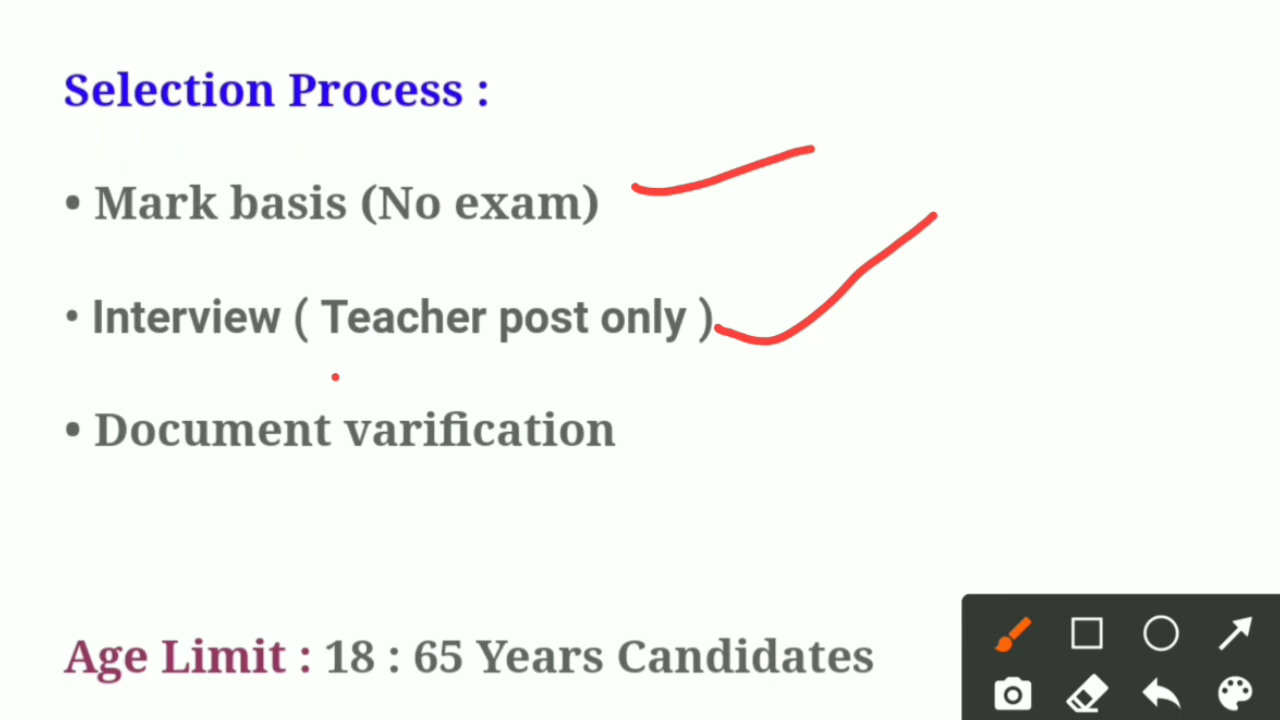 Selection Process :
• Mark basis (No exam)
• Interview ( Teacher post only )
• Document varification
Age Limit : 18 : 65 Years Candidates